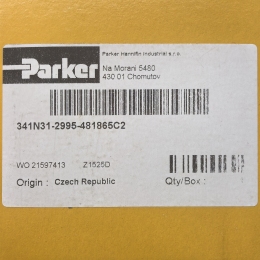 Parker Hannifin Industrial s.r.o.
Parker
Na Morani 5480
430 01 Chomutov
341N31-2995-481865C2
WO 21597413 Z1525D
Origin : Czech Republic
Qty/Box :